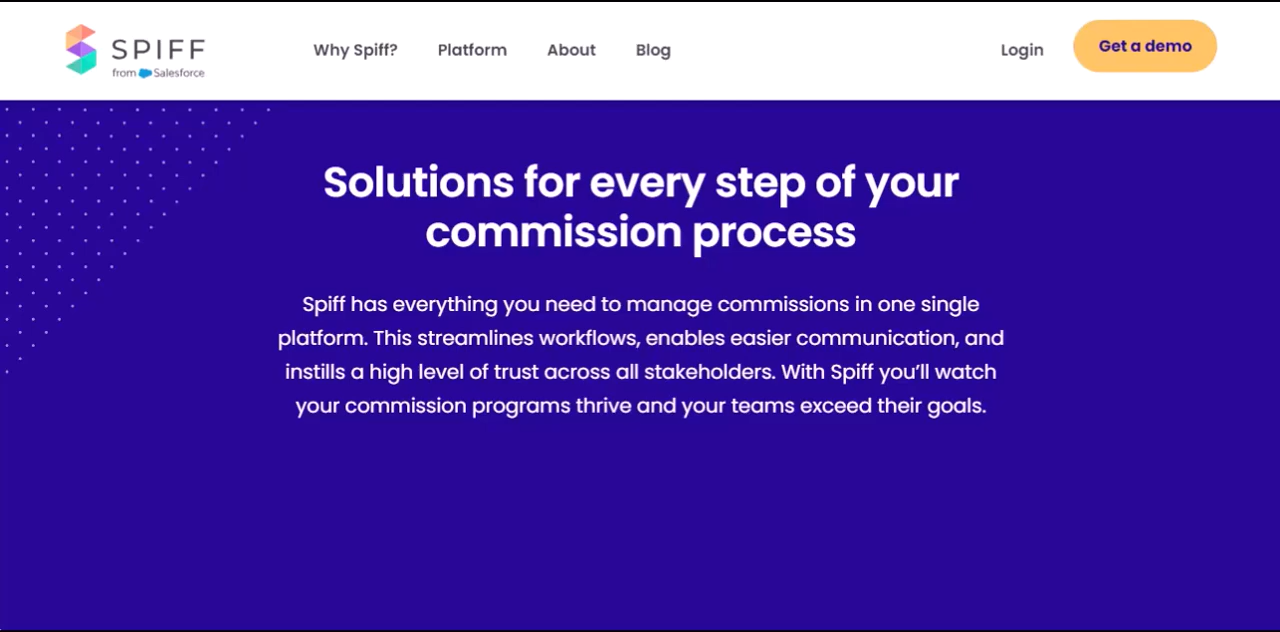 SPIFF
from Salesforce
Why Spiff?
Platform
About
Blog
Login
Get a demo
Solutions for every step of your
commission process
Spiff has everything you need to manage commissions in one single
platform. This streamlines workflows, enables easier communication, and
instills a high level of trust across all stakeholders. With Spiff you’ll watch
your commission programs thrive and your teams exceed their goals.